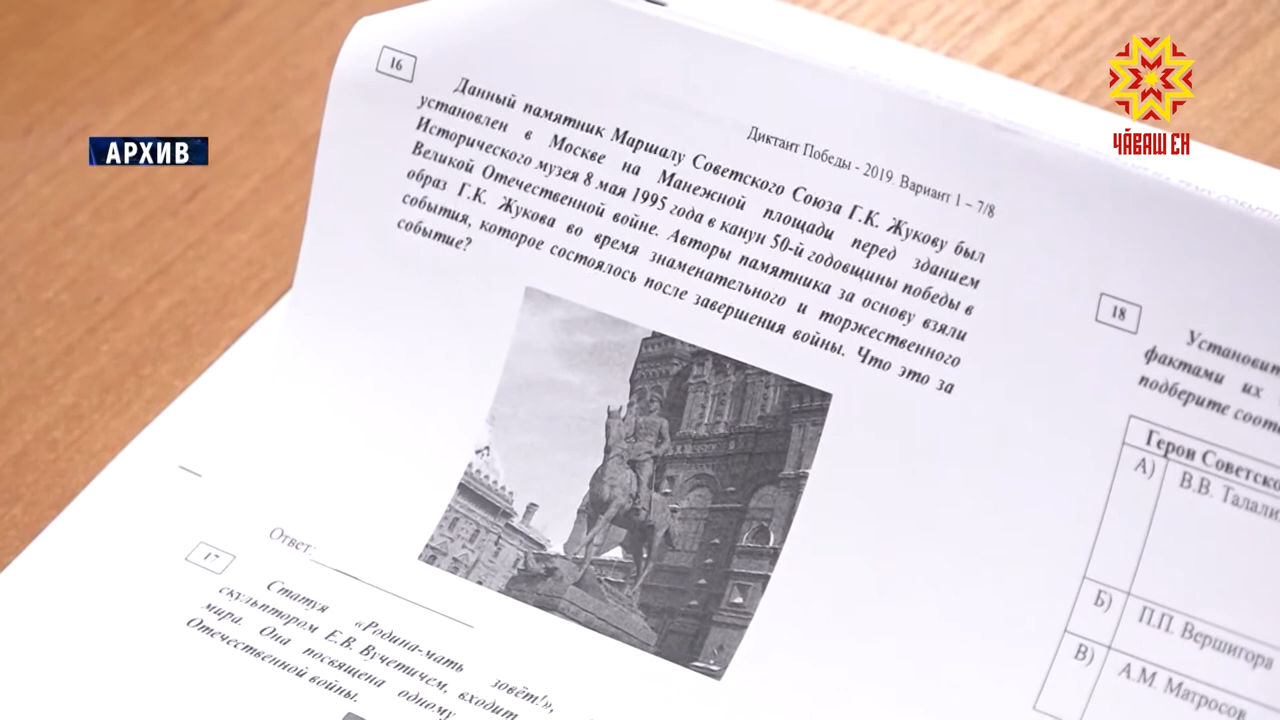 АРХИВ
ЧӐВАШ ЕН
Диктант Победы - 2019. Вариант 1 – 7/8
16
Данный памятник Маршалу Советского Союза Г.К. Жукову был
установлен в Москве на Манежной площади перед зданием
Исторического музея 8 мая 1995 года в канун 50-й годовщины победы в
Великой Отечественной войне. Авторы памятника за основу взяли
образ Г.К. Жукова во время знаменательного и торжественного
события, которое состоялось после завершения войны. Что это за
событие?
Ответ:
17
Статуя «Родина-мать зовёт!»,
скульптором Е.В. Вучетичем, входит
мира. Она посвящена одному
Отечественной войны.
18
Установит
фактами их
подберите соот
Герои Советско
А) В.В. Талали
Б) П.П. Вершигора
В) А.М. Матросов